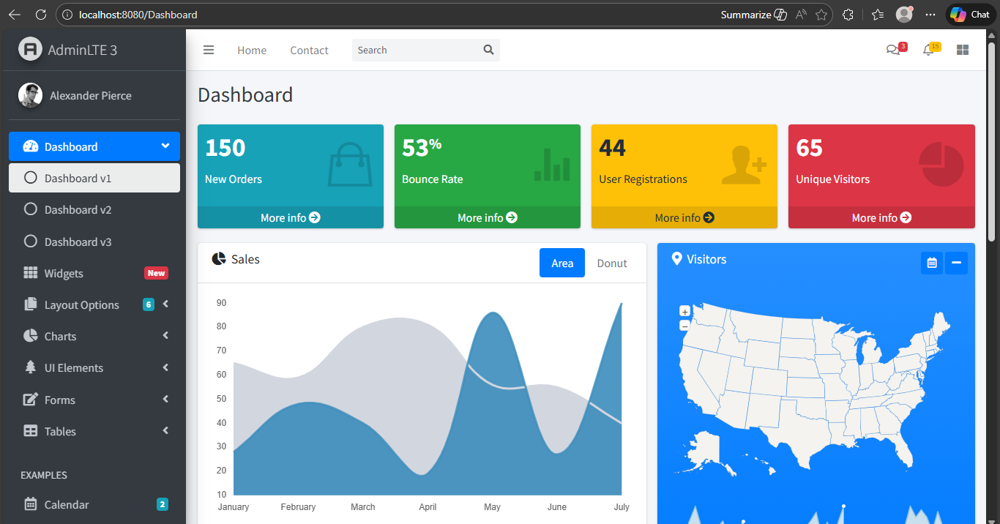 localhost:8080/Dashboard
Summarize
Chat
AdminLTE 3
Alexander Pierce
Dashboard
Dashboard v1
Dashboard v2
Dashboard v3
Widgets New
Layout Options 6
Charts
UI Elements
Forms
Tables
EXAMPLES
Calendar 2
Home Contact Search 3 15
Dashboard
150
New Orders
More info
53%
Bounce Rate
More info
44
User Registrations
More info
65
Unique Visitors
More info
Sales Area Donut
90
80
70
60
50
40
30
20
10
January February March April May June July
Visitors
+
−